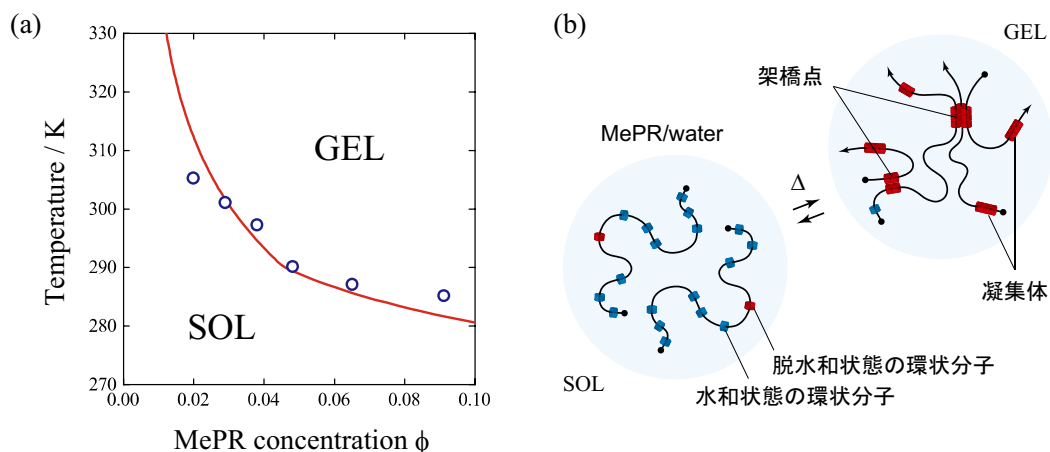 (a)
330
320
310
300
290
280
270
Temperature / K
GEL
SOL
0.00
0.02
0.04
0.06
0.08
0.10
MePR concentration ϕ
(b)
GEL
架橋点
MePR/water
Δ
凝集体
脱水和状態の環状分子
水和状態の環状分子
SOL